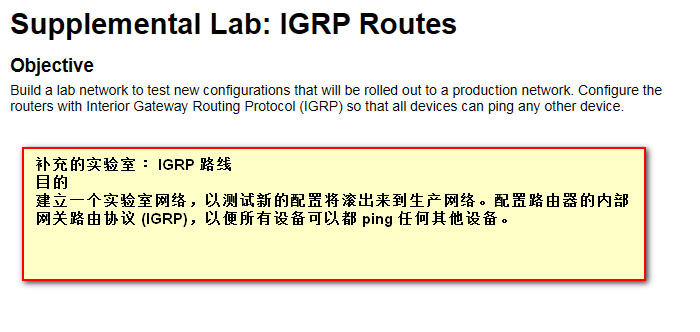 Supplemental Lab: IGRP Routes
Objective
Build a lab network to test new configurations that will be rolled out to a production network. Configure the
routers with Interior Gateway Routing Protocol (IGRP) so that all devices can ping any other device.
补充的实验室： IGRP 路线
目的
建立一个实验室网络，以测试新的配置将滚出来到生产网络。配置路由器的内部
网关路由协议 (IGRP)，以便所有设备可以都 ping 任何其他设备。